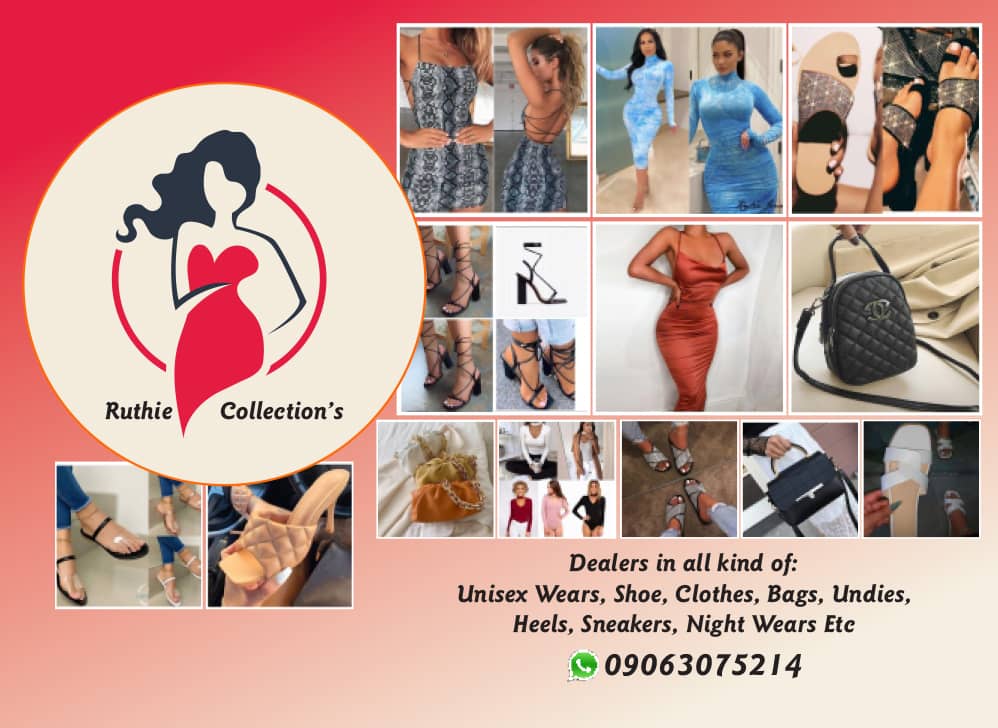 Ruthie Collection's
Dealers in all kind of:
Unisex Wears, Shoe, Clothes, Bags, Undies,
Heels, Sneakers, Night Wears Etc
09063075214